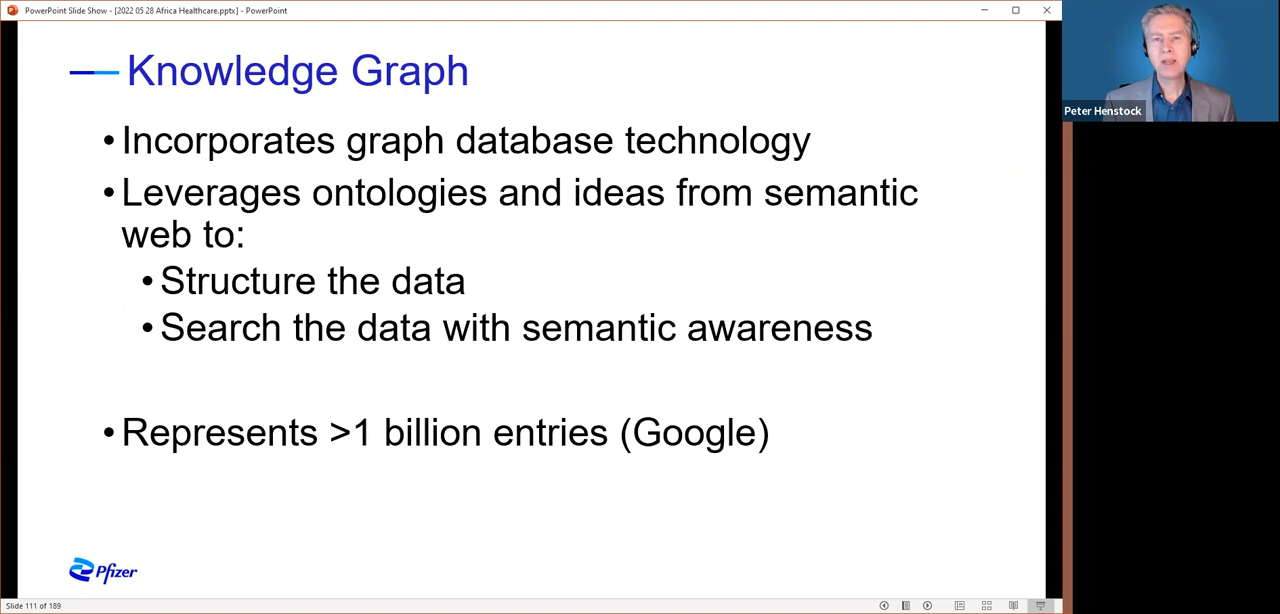 PowerPoint Slide Show - [2022 05 28 Africa Healthcare.pptx] - PowerPoint
Knowledge Graph
• Incorporates graph database technology
• Leverages ontologies and ideas from semantic
web to:
• Structure the data
• Search the data with semantic awareness
• Represents >1 billion entries (Google)
Pfizer
Slide 111 of 189
Peter Henstock